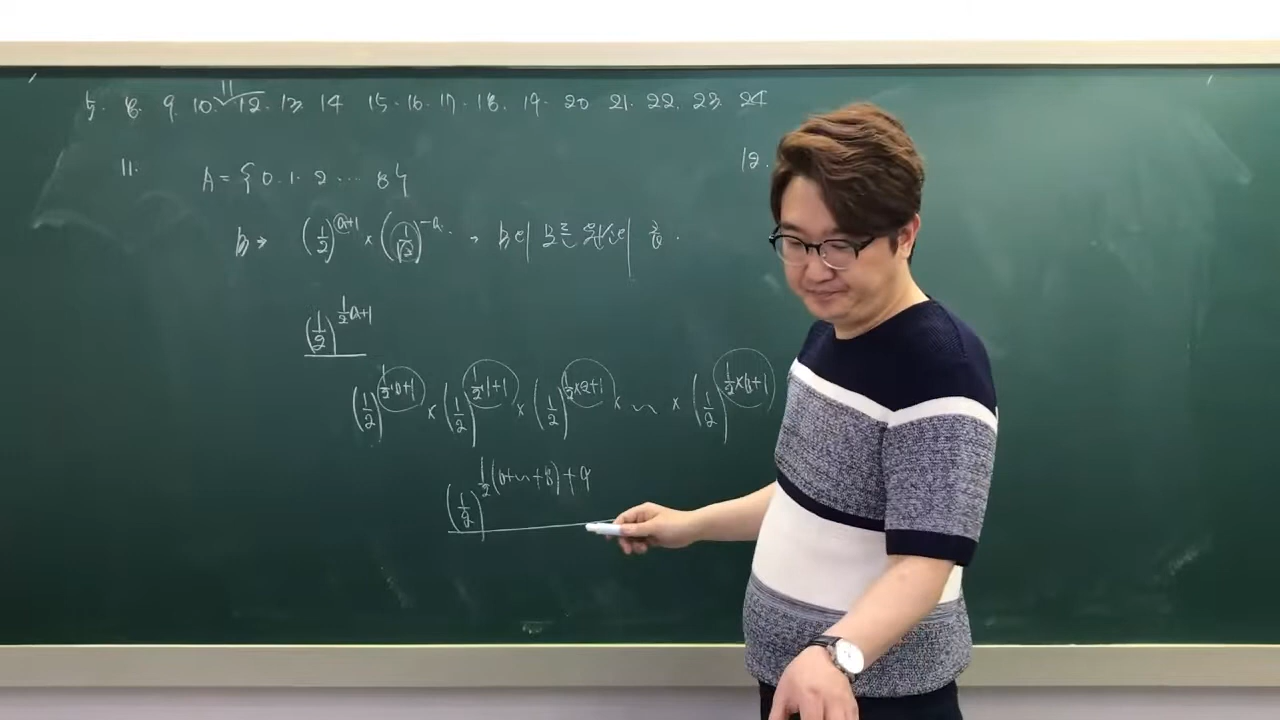 11
5. 8. 9. 10. 12. 13 14 15. 16. 17. 18. 19. 20 21. 22. 23. 24
11. A = { 0. 1. 2 ... 8 } 12.
b → (1/2)^(a+1) × (1/√2)^(-a) .. → b의 모든 원소의 곱.
(1/2)^(1/2a+1)
(1/2)^(1/2·0+1) × (1/2)^(1/2·1+1) × (1/2)^(1/2×2+1) × ~ × (1/2)^(1/2×8+1)
(1/2)^(1/2(0+~+8)+9)